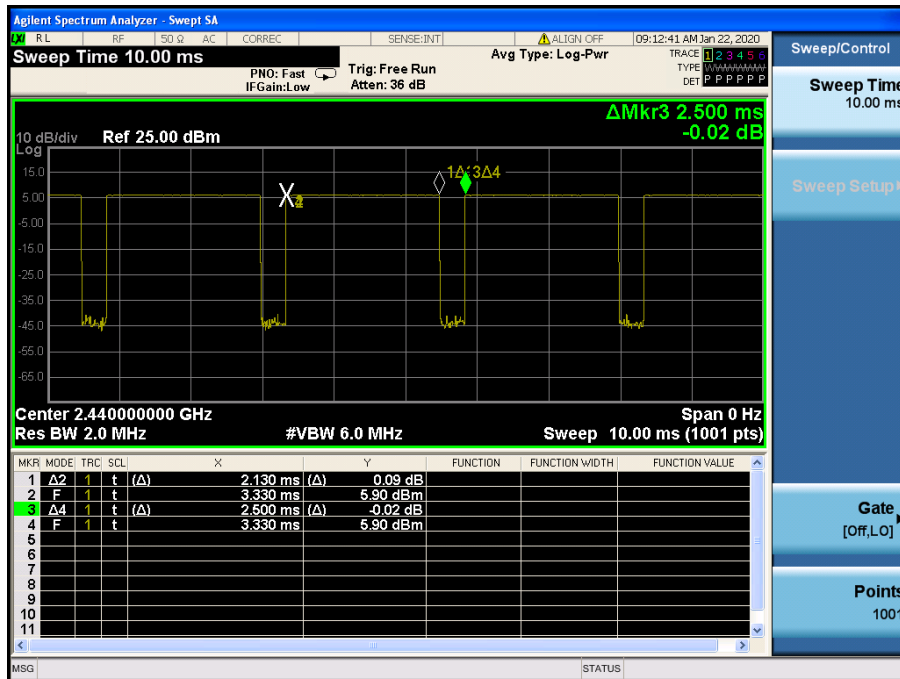 Agilent Spectrum Analyzer - Swept SA
LXI RL RF 50 Ω AC CORREC SENSE:INT ALIGN OFF 09:12:41 AM Jan 22, 2020
Sweep Time 10.00 ms
PNO: Fast
IFGain:Low
Trig: Free Run
Atten: 36 dB
Avg Type: Log-Pwr
TRACE 1 2 3 4 5 6
TYPE WWWWWW
DET P P P P P P
ΔMkr3 2.500 ms
-0.02 dB
10 dB/div Ref 25.00 dBm
Log
15.0
5.00
-5.00
-15.0
-25.0
-35.0
-45.0
-55.0
-65.0
3Δ4
Center 2.440000000 GHz Span 0 Hz
Res BW 2.0 MHz #VBW 6.0 MHz Sweep 10.00 ms (1001 pts)
MKR MODE TRC SCL X Y FUNCTION FUNCTION WIDTH FUNCTION VALUE
1 Δ2 1 t (Δ) 2.130 ms (Δ) 0.09 dB
2 F 1 t 3.330 ms 5.90 dBm
3 Δ4 1 t (Δ) 2.500 ms (Δ) -0.02 dB
4 F 1 t 3.330 ms 5.90 dBm
5
6
7
8
9
10
11
MSG STATUS
Sweep/Control
Sweep Time
10.00 ms
Sweep Setup
Gate
[Off,LO]
Points
1001